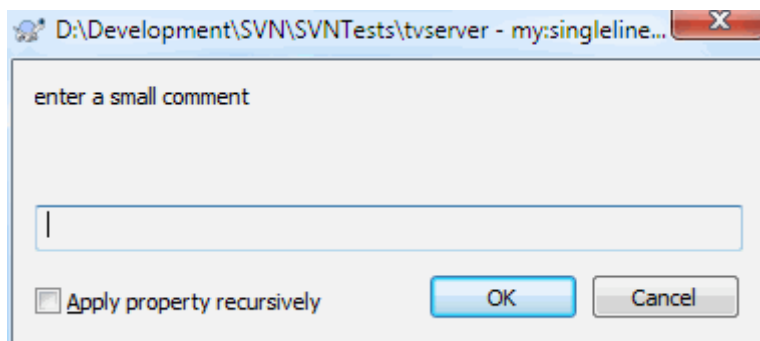 D:\Development\SVN\SVNTests\tvserver - my:singleline...
enter a small comment
Apply property recursively
OK
Cancel